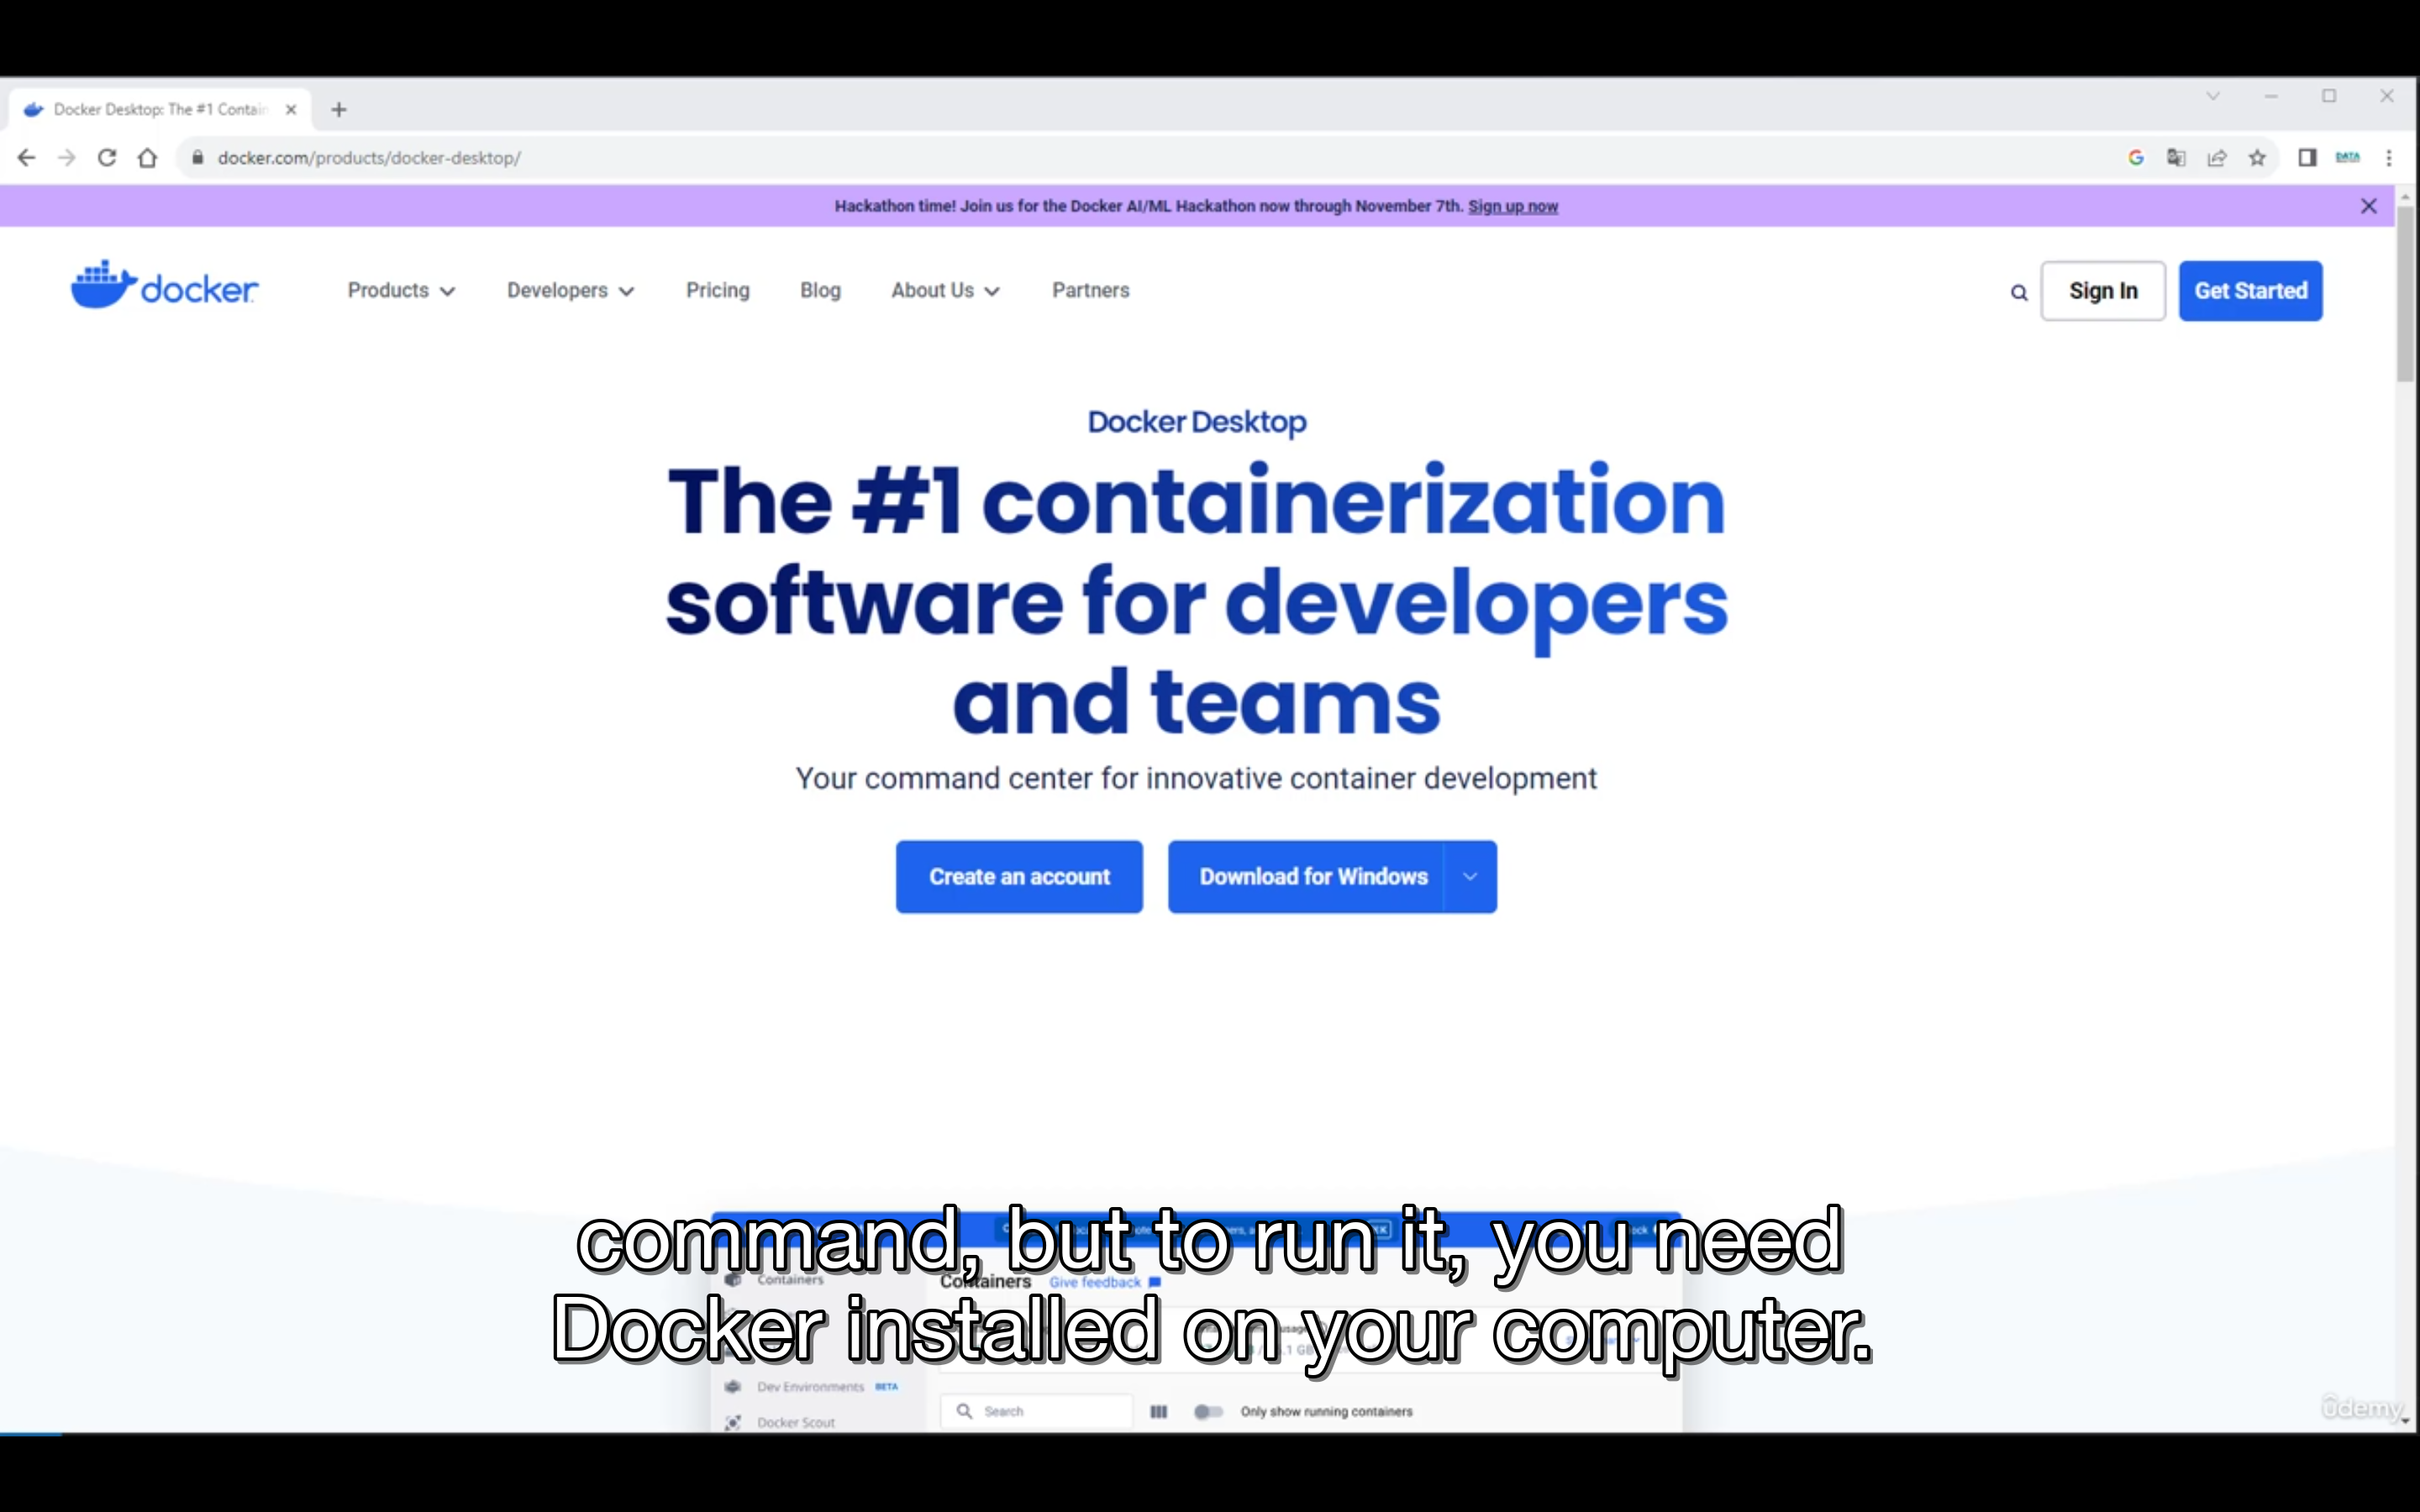 Docker Desktop: The #1 Contain
docker.com/products/docker-desktop/
DATA
Hackathon time! Join us for the Docker AI/ML Hackathon now through November 7th. Sign up now
docker
Products
Developers
Pricing
Blog
About Us
Partners
Sign In
Get Started
Docker Desktop
The #1 containerization
software for developers
and teams
Your command center for innovative container development
Create an account
Download for Windows
command, but to run it, you need
Containers
Containers
Give feedback
Docker installed on your computer.
Dev Environments BETA
Search
Only show running containers
Docker Scout
ûdemy